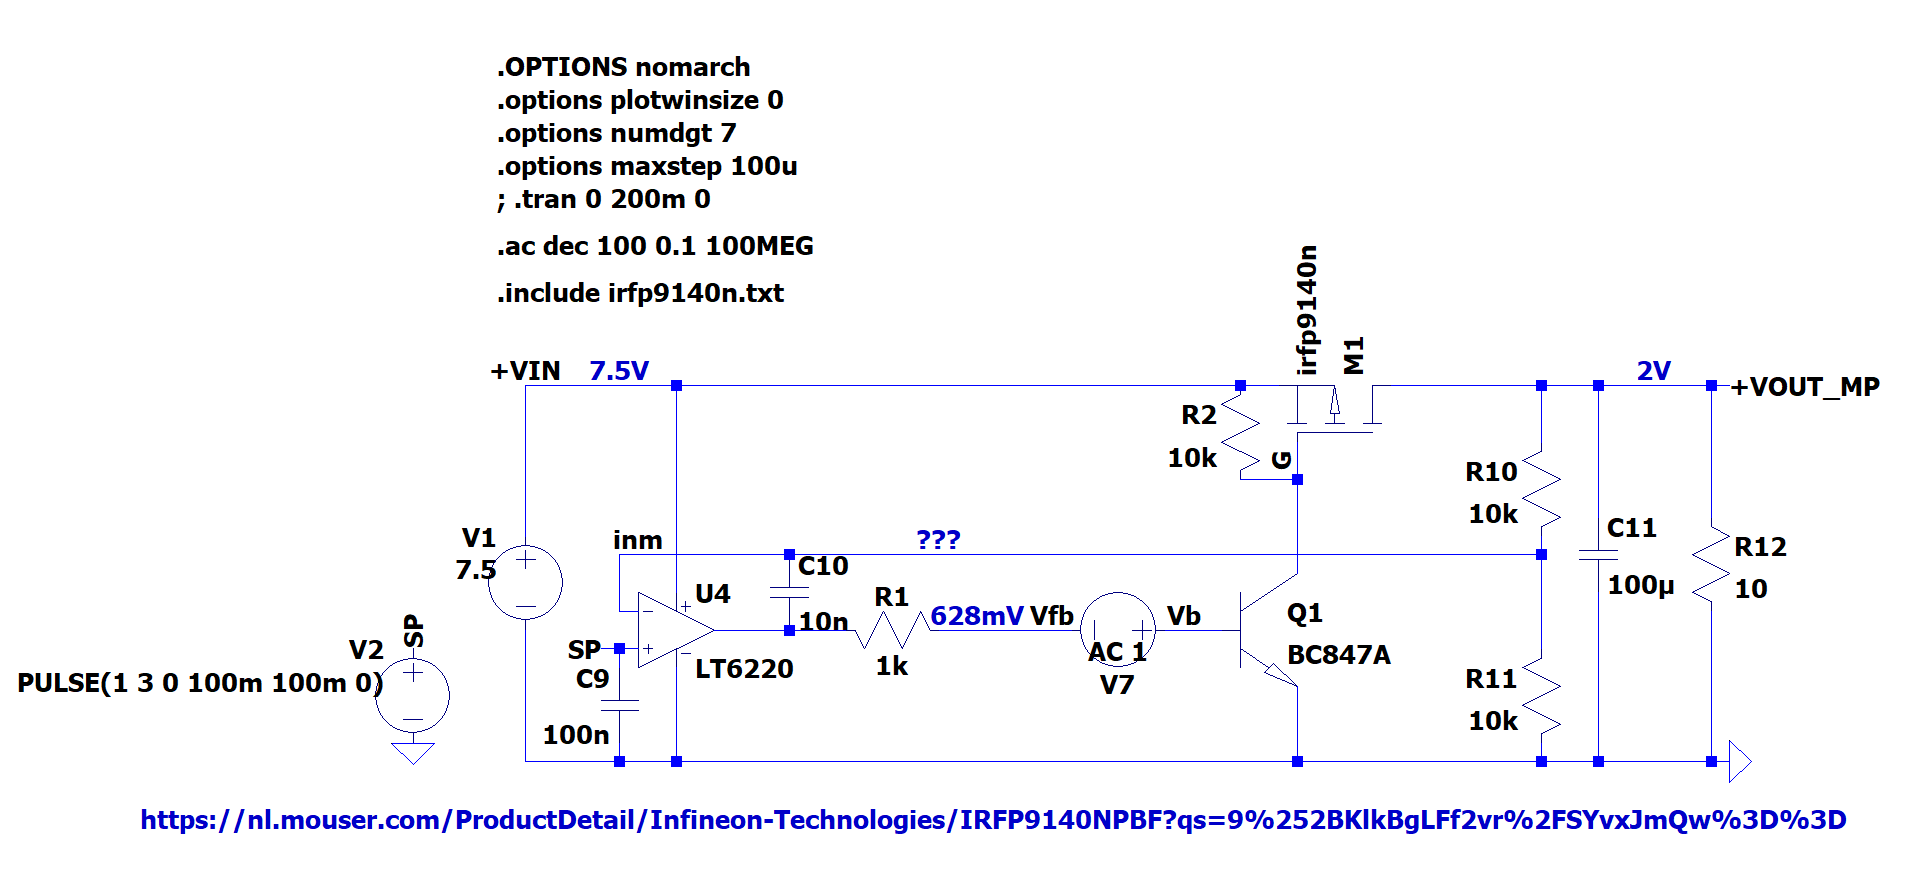 .OPTIONS nomarch
.options plotwinsize 0
.options numdgt 7
.options maxstep 100u
; .tran 0 200m 0
.ac dec 100 0.1 100MEG
.include irfp9140n.txt
irfp9140n
M1
+VIN 7.5V
2V
+VOUT_MP
R2
10k
G
R10
10k
V1
7.5
inm
???
C10
10n
C11
100µ
R12
10
U4
LT6220
R1
1k
628mV Vfb
Vb
AC 1
V7
Q1
BC847A
SP
V2
PULSE(1 3 0 100m 100m 0)
SP
C9
100n
R11
10k
https://nl.mouser.com/ProductDetail/Infineon-Technologies/IRFP9140NPBF?qs=9%252BKlkBgLFf2vr%2FSYvxJmQw%3D%3D